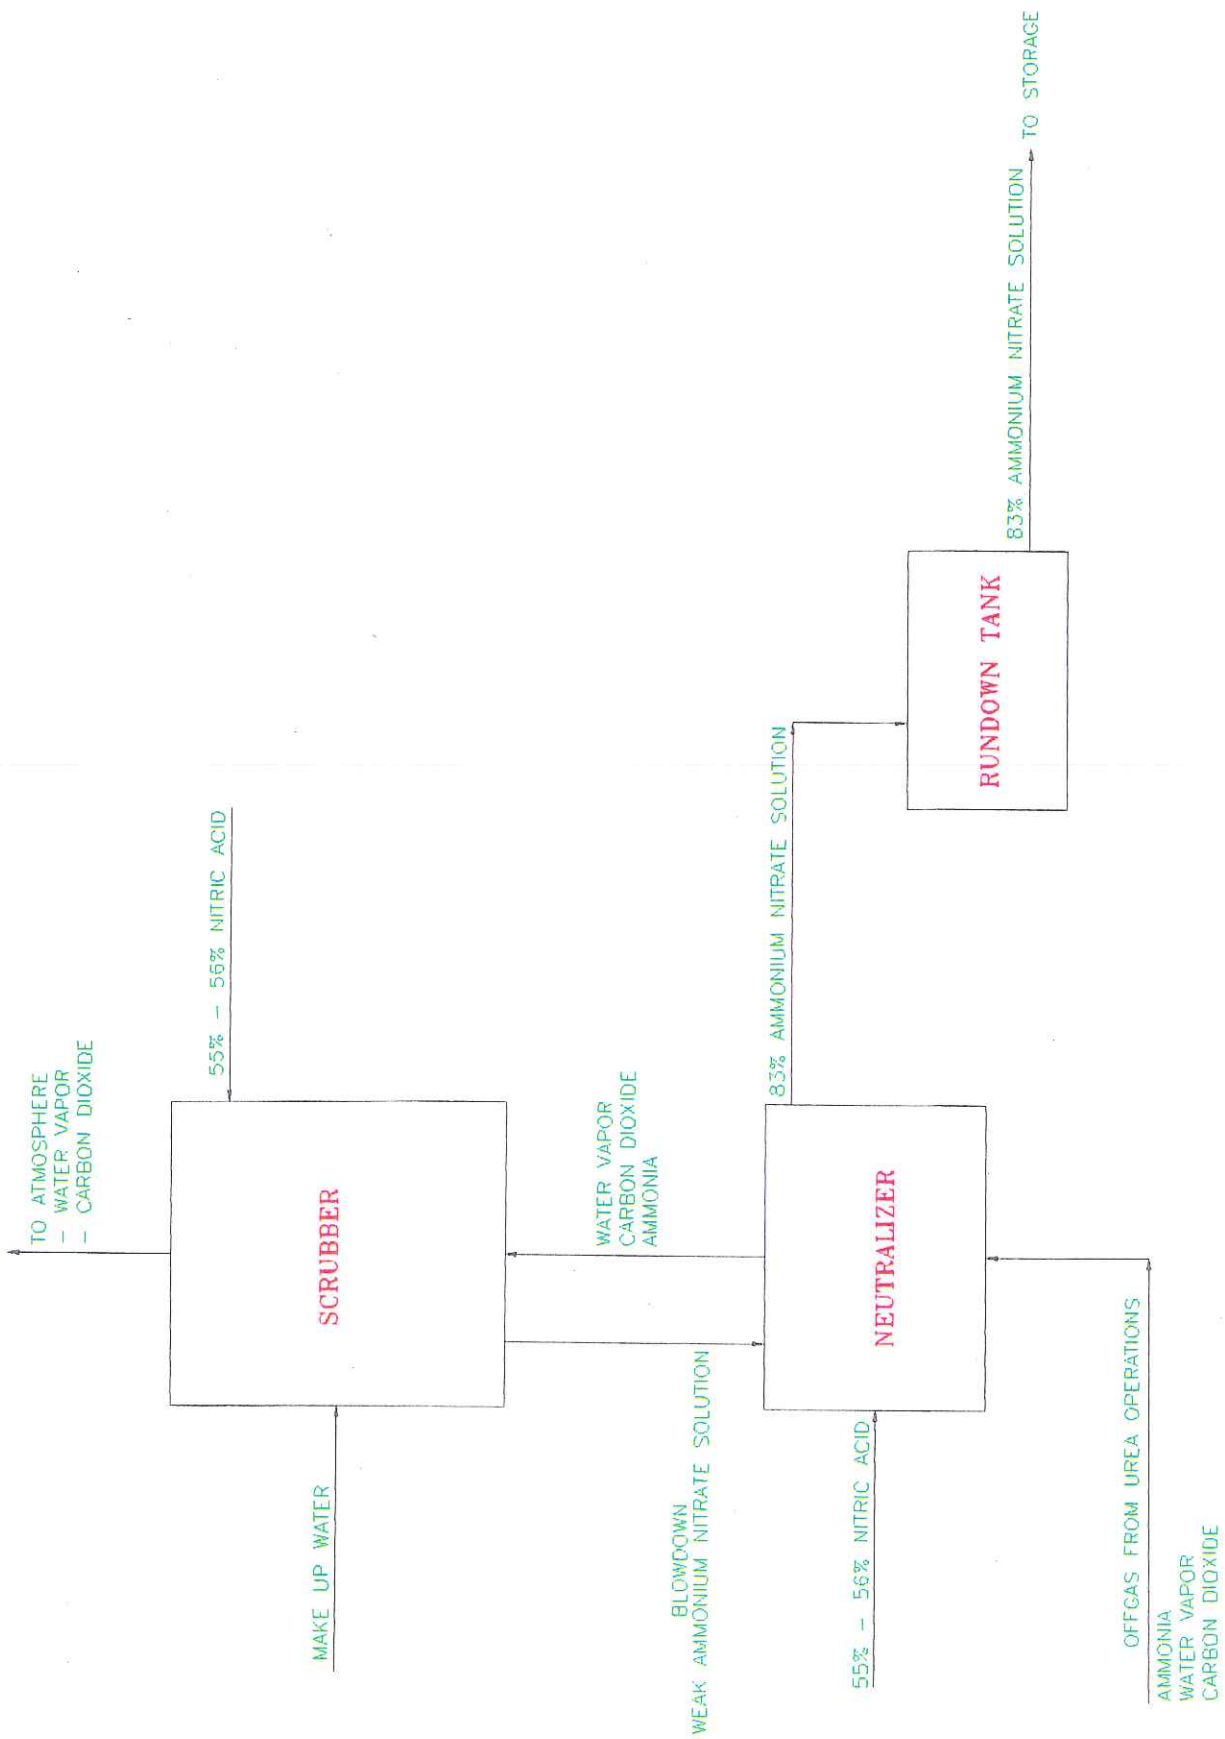 TO ATMOSPHERE
- WATER VAPOR
- CARBON DIOXIDE
55% - 56% NITRIC ACID
SCRUBBER
MAKE UP WATER
WATER VAPOR
CARBON DIOXIDE
AMMONIA
BLOWDOWN
WEAK AMMONIUM NITRATE SOLUTION
83% AMMONIUM NITRATE SOLUTION
NEUTRALIZER
55% - 56% NITRIC ACID
RUNDOWN TANK
83% AMMONIUM NITRATE SOLUTION
TO STORAGE
OFFGAS FROM UREA OPERATIONS
AMMONIA
WATER VAPOR
CARBON DIOXIDE